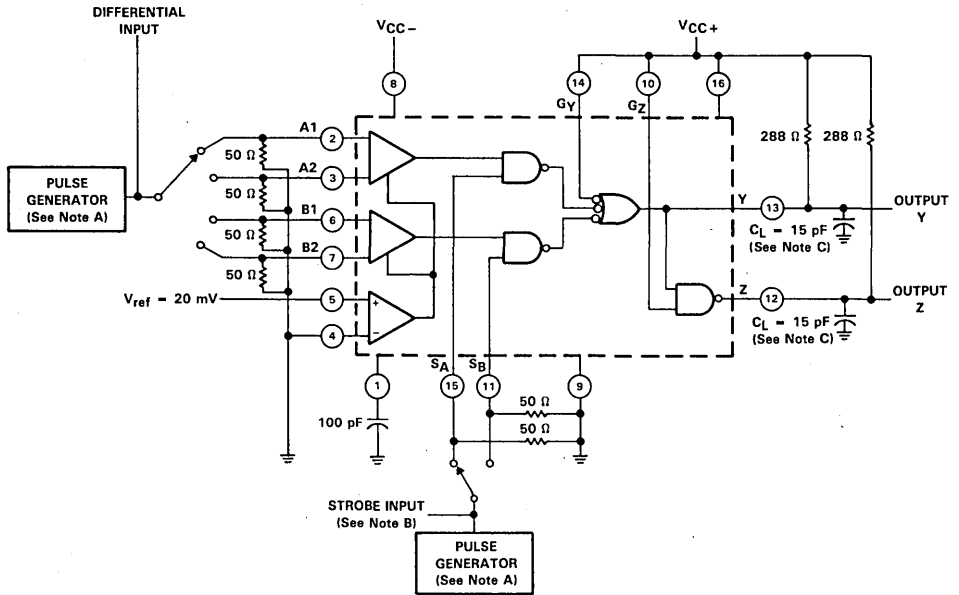 DIFFERENTIAL
INPUT
VCC−
VCC+
8
14
10
16
GY
GZ
A1
2
50 Ω
A2
3
50 Ω
B1
6
50 Ω
B2
7
50 Ω
PULSE
GENERATOR
(See Note A)
Vref = 20 mV
5
+
4
−
288 Ω
288 Ω
Y
13
OUTPUT
Y
CL = 15 pF
(See Note C)
Z
12
OUTPUT
Z
CL = 15 pF
(See Note C)
SA
SB
1
15
11
9
100 pF
50 Ω
50 Ω
STROBE INPUT
(See Note B)
PULSE
GENERATOR
(See Note A)